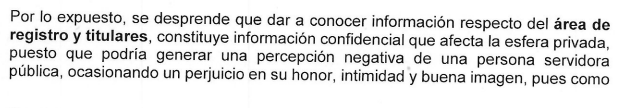 Por lo expuesto, se desprende que dar a conocer información respecto del área de
registro y titulares, constituye información confidencial que afecta la esfera privada,
puesto que podría generar una percepción negativa de una persona servidora
pública, ocasionando un perjuicio en su honor, intimidad y buena imagen, pues como